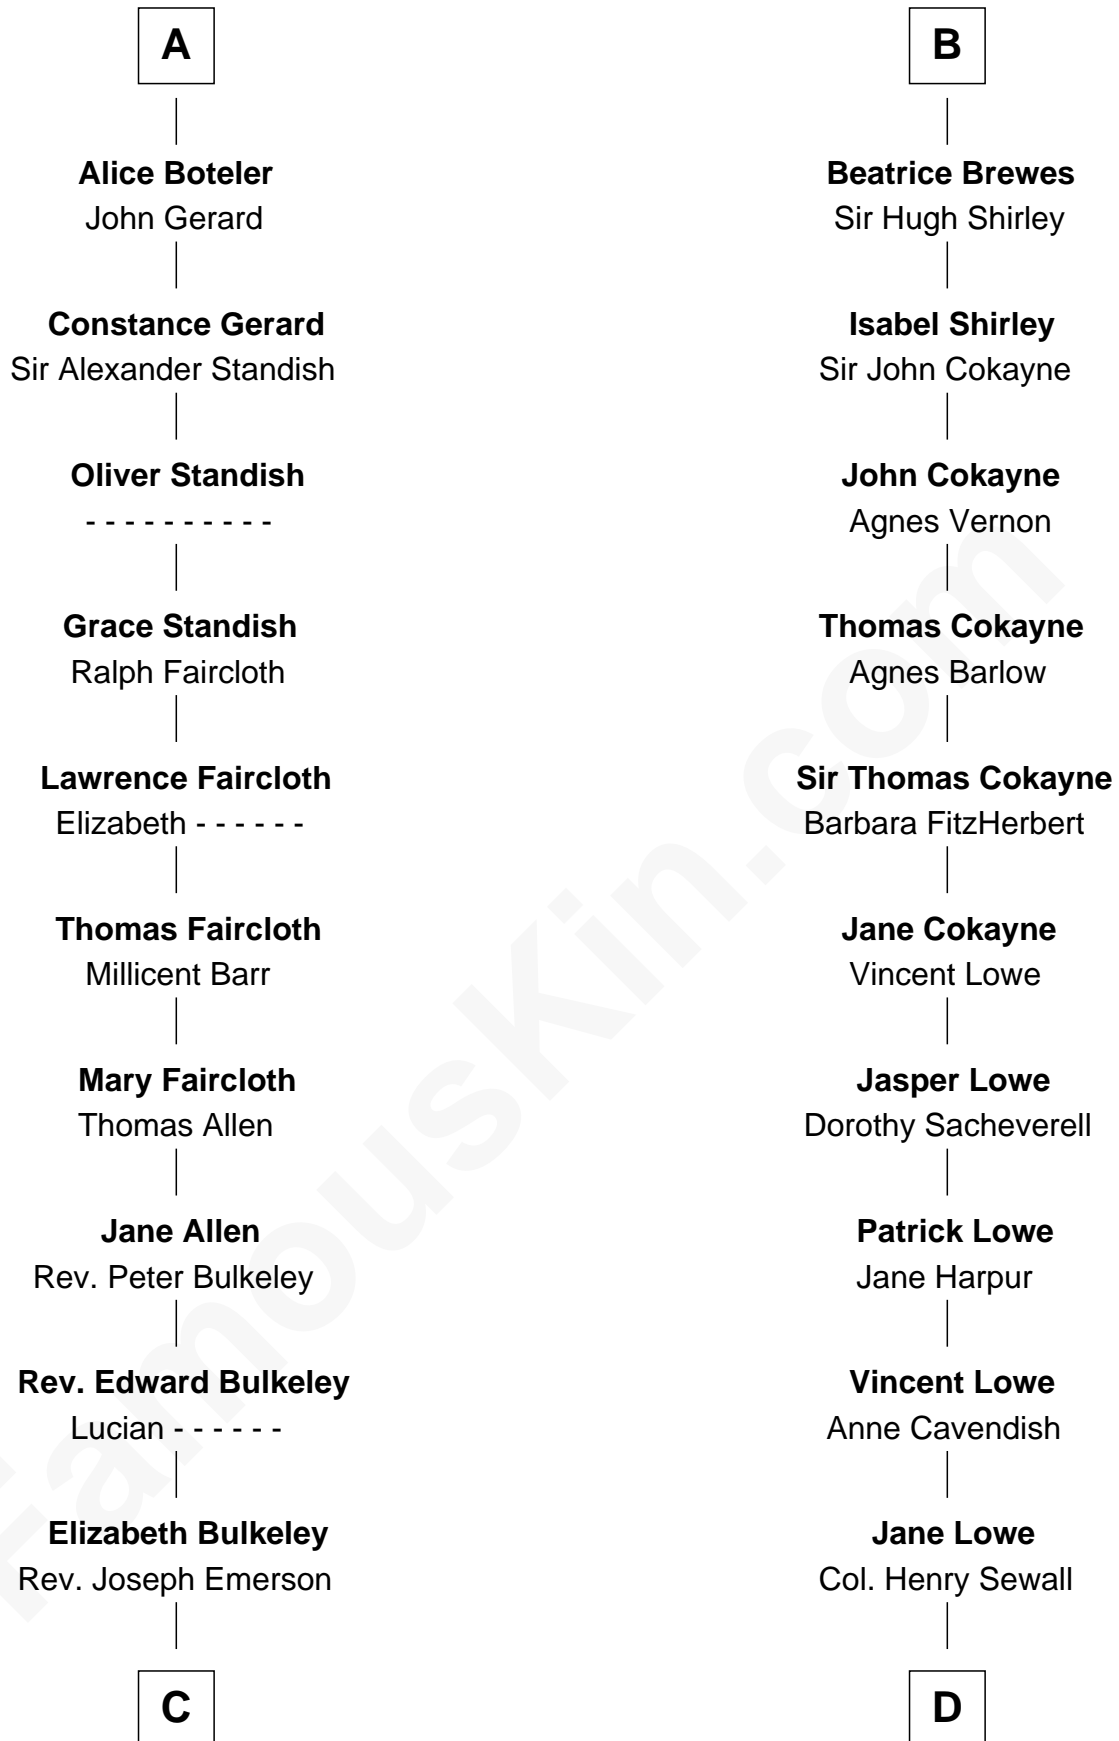 A
Alice Boteler
John Gerard
Constance Gerard
Sir Alexander Standish
Oliver Standish
- - - - - - - - - -
Grace Standish
Ralph Faircloth
Lawrence Faircloth
Elizabeth - - - - - -
Thomas Faircloth
Millicent Barr
Mary Faircloth
Thomas Allen
Jane Allen
Rev. Peter Bulkeley
Rev. Edward Bulkeley
Lucian - - - - - -
Elizabeth Bulkeley
Rev. Joseph Emerson
C
B
Beatrice Brewes
Sir Hugh Shirley
Isabel Shirley
Sir John Cokayne
John Cokayne
Agnes Vernon
Thomas Cokayne
Agnes Barlow
Sir Thomas Cokayne
Barbara FitzHerbert
Jane Cokayne
Vincent Lowe
Jasper Lowe
Dorothy Sacheverell
Patrick Lowe
Jane Harpur
Vincent Lowe
Anne Cavendish
Jane Lowe
Col. Henry Sewall
D
FamousKin.com